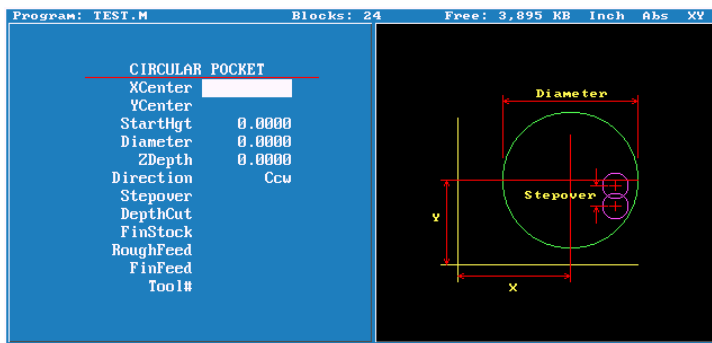 Program: TEST.M Blocks: 24 Free: 3,895 KB Inch Abs XY
CIRCULAR POCKET
XCenter
YCenter
StartHgt 0.0000
Diameter 0.0000
ZDepth 0.0000
Direction Ccw
Stepover
DepthCut
FinStock
RoughFeed
FinFeed
Tool#
Diameter
Stepover
Y
X